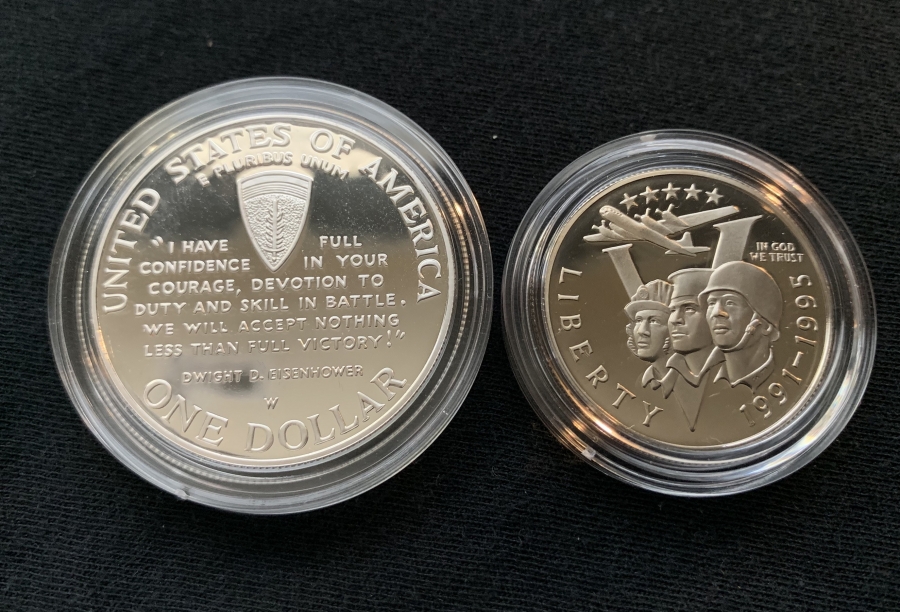 UNITED STATES OF AMERICA
E PLURIBUS UNUM
"I HAVE FULL
CONFIDENCE IN YOUR
COURAGE, DEVOTION TO
DUTY AND SKILL IN BATTLE.
WE WILL ACCEPT NOTHING
LESS THAN FULL VICTORY!"
DWIGHT D. EISENHOWER
W
ONE DOLLAR
IN GOD
WE TRUST
LIBERTY
1991-1995
V